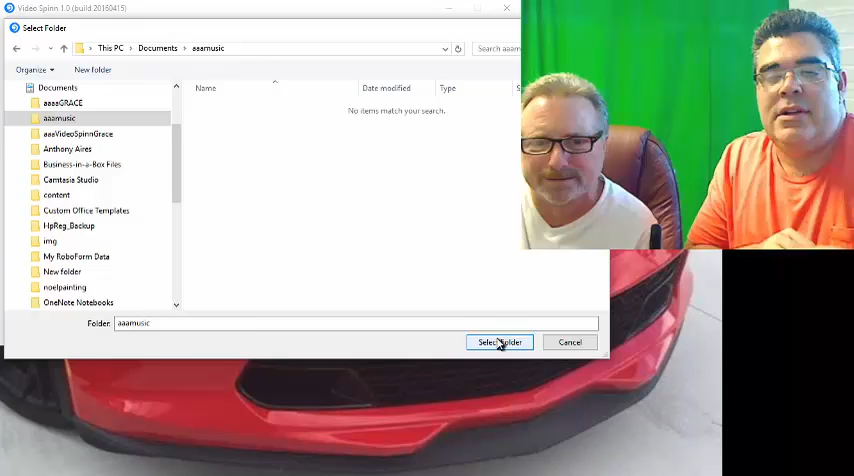 Video Spinn 1.0 (build 20160415)
Select Folder
This PC > Documents > aaamusic
Search aaam
Organize
New folder
Name
Date modified
Type
S
No items match your search.
Documents
aaaaGRACE
aaamusic
aaaVideoSpinnGrace
Anthony Aires
Business-in-a-Box Files
Camtasia Studio
content
Custom Office Templates
HpReg_Backup
img
My RoboForm Data
New folder
noelpainting
OneNote Notebooks
Folder: aaamusic
Select Folder
Cancel